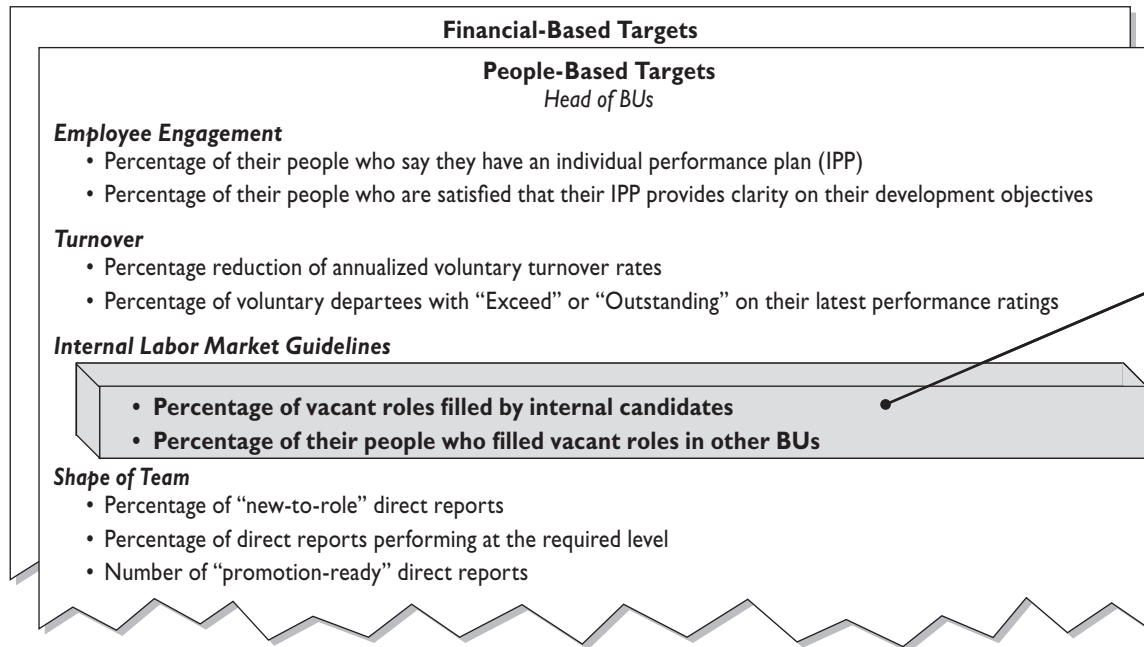 Financial-Based Targets
People-Based Targets
Head of BUs
Employee Engagement
• Percentage of their people who say they have an individual performance plan (IPP)
• Percentage of their people who are satisfied that their IPP provides clarity on their development objectives
Turnover
• Percentage reduction of annualized voluntary turnover rates
• Percentage of voluntary departees with “Exceed” or “Outstanding” on their latest performance ratings
Internal Labor Market Guidelines
• Percentage of vacant roles filled by internal candidates
• Percentage of their people who filled vacant roles in other BUs
Shape of Team
• Percentage of “new-to-role” direct reports
• Percentage of direct reports performing at the required level
• Number of “promotion-ready” direct reports